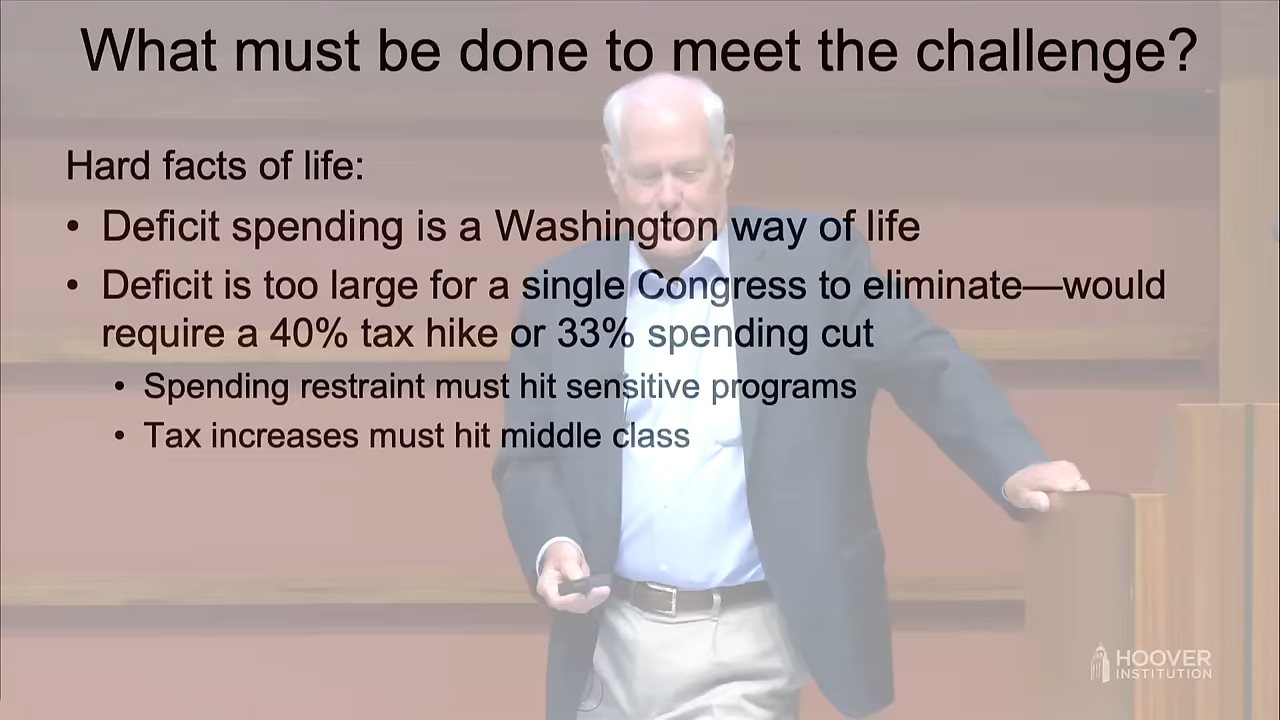 What must be done to meet the challenge?
Hard facts of life:
• Deficit spending is a Washington way of life
• Deficit is too large for a single Congress to eliminate—would
require a 40% tax hike or 33% spending cut
• Spending restraint must hit sensitive programs
• Tax increases must hit middle class
HOOVER
INSTITUTION